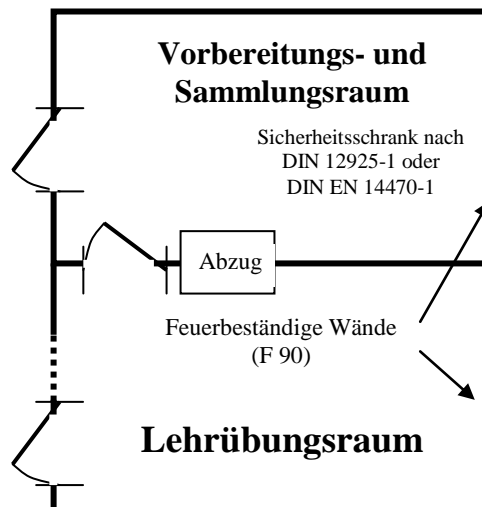 Vorbereitungs- und
Sammlungsraum
Sicherheitsschrank nach
DIN 12925-1 oder
DIN EN 14470-1
Abzug
Feuerbeständige Wände
(F 90)
Lehrübungsraum